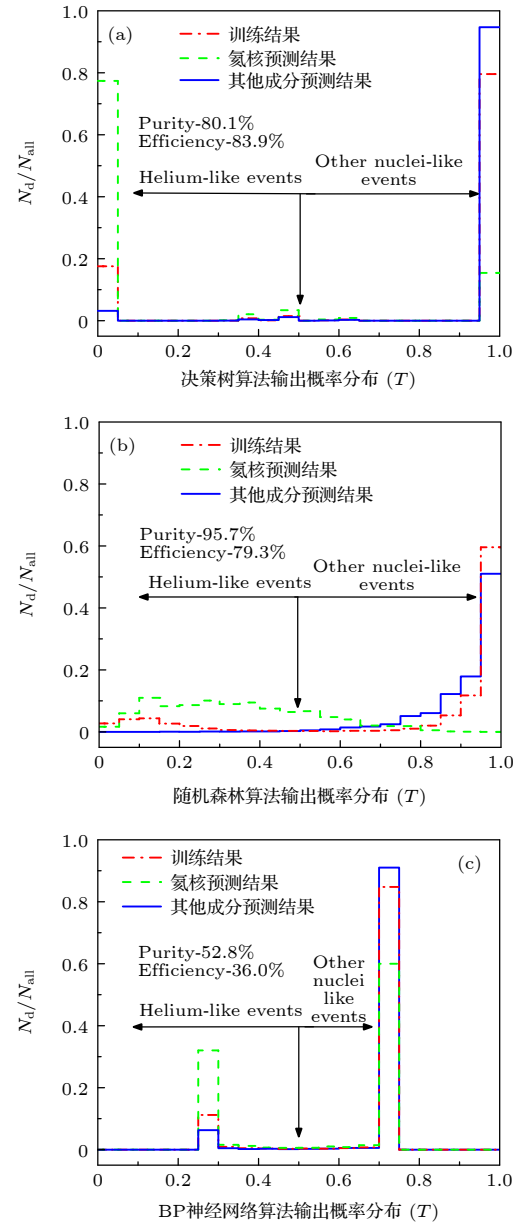 (a)
训练结果
氦核预测结果
其他成分预测结果
Purity-80.1%
Efficiency-83.9%
Helium-like events
Other nuclei-like
events
N_d/N_all
1.0
0.8
0.6
0.4
0.2
0
0
0.2
0.4
0.6
0.8
1.0
决策树算法输出概率分布 (T)
(b)
训练结果
氦核预测结果
其他成分预测结果
Purity-95.7%
Efficiency-79.3%
Helium-like events
Other nuclei-like
events
N_d/N_all
1.0
0.8
0.6
0.4
0.2
0
0
0.2
0.4
0.6
0.8
1.0
随机森林算法输出概率分布 (T)
(c)
训练结果
氦核预测结果
其他成分预测结果
Purity-52.8%
Efficiency-36.0%
Helium-like events
Other
nuclei
like
events
N_d/N_all
1.0
0.8
0.6
0.4
0.2
0
0
0.2
0.4
0.6
0.8
1.0
BP神经网络算法输出概率分布 (T)